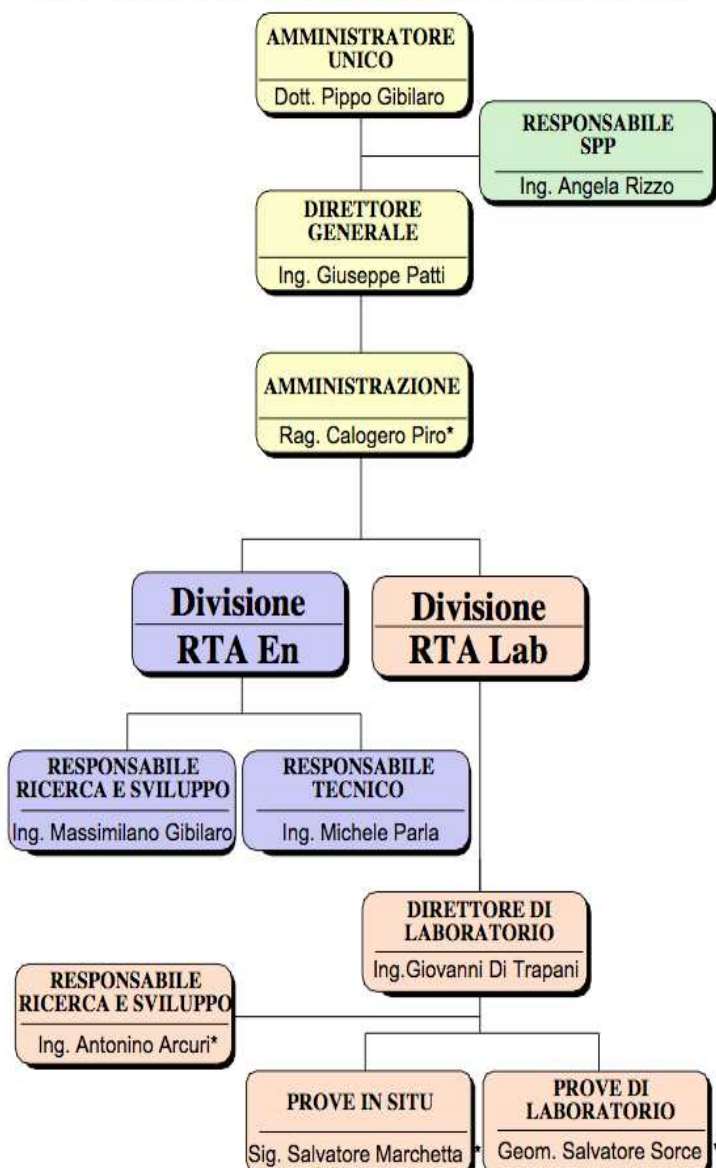 AMMINISTRATORE
UNICO
Dott. Pippo Gibilaro
RESPONSABILE
SPP
Ing. Angela Rizzo
DIRETTORE
GENERALE
Ing. Giuseppe Patti
AMMINISTRAZIONE
Rag. Calogero Piro*
Divisione
RTA En
Divisione
RTA Lab
RESPONSABILE
RICERCA E SVILUPPO
Ing. Massimilano Gibilaro
RESPONSABILE
TECNICO
Ing. Michele Parla
DIRETTORE DI
LABORATORIO
Ing.Giovanni Di Trapani
RESPONSABILE
RICERCA E SVILUPPO
Ing. Antonino Arcuri*
PROVE IN SITU
Sig. Salvatore Marchetta *
PROVE DI
LABORATORIO
Geom. Salvatore Sorce *